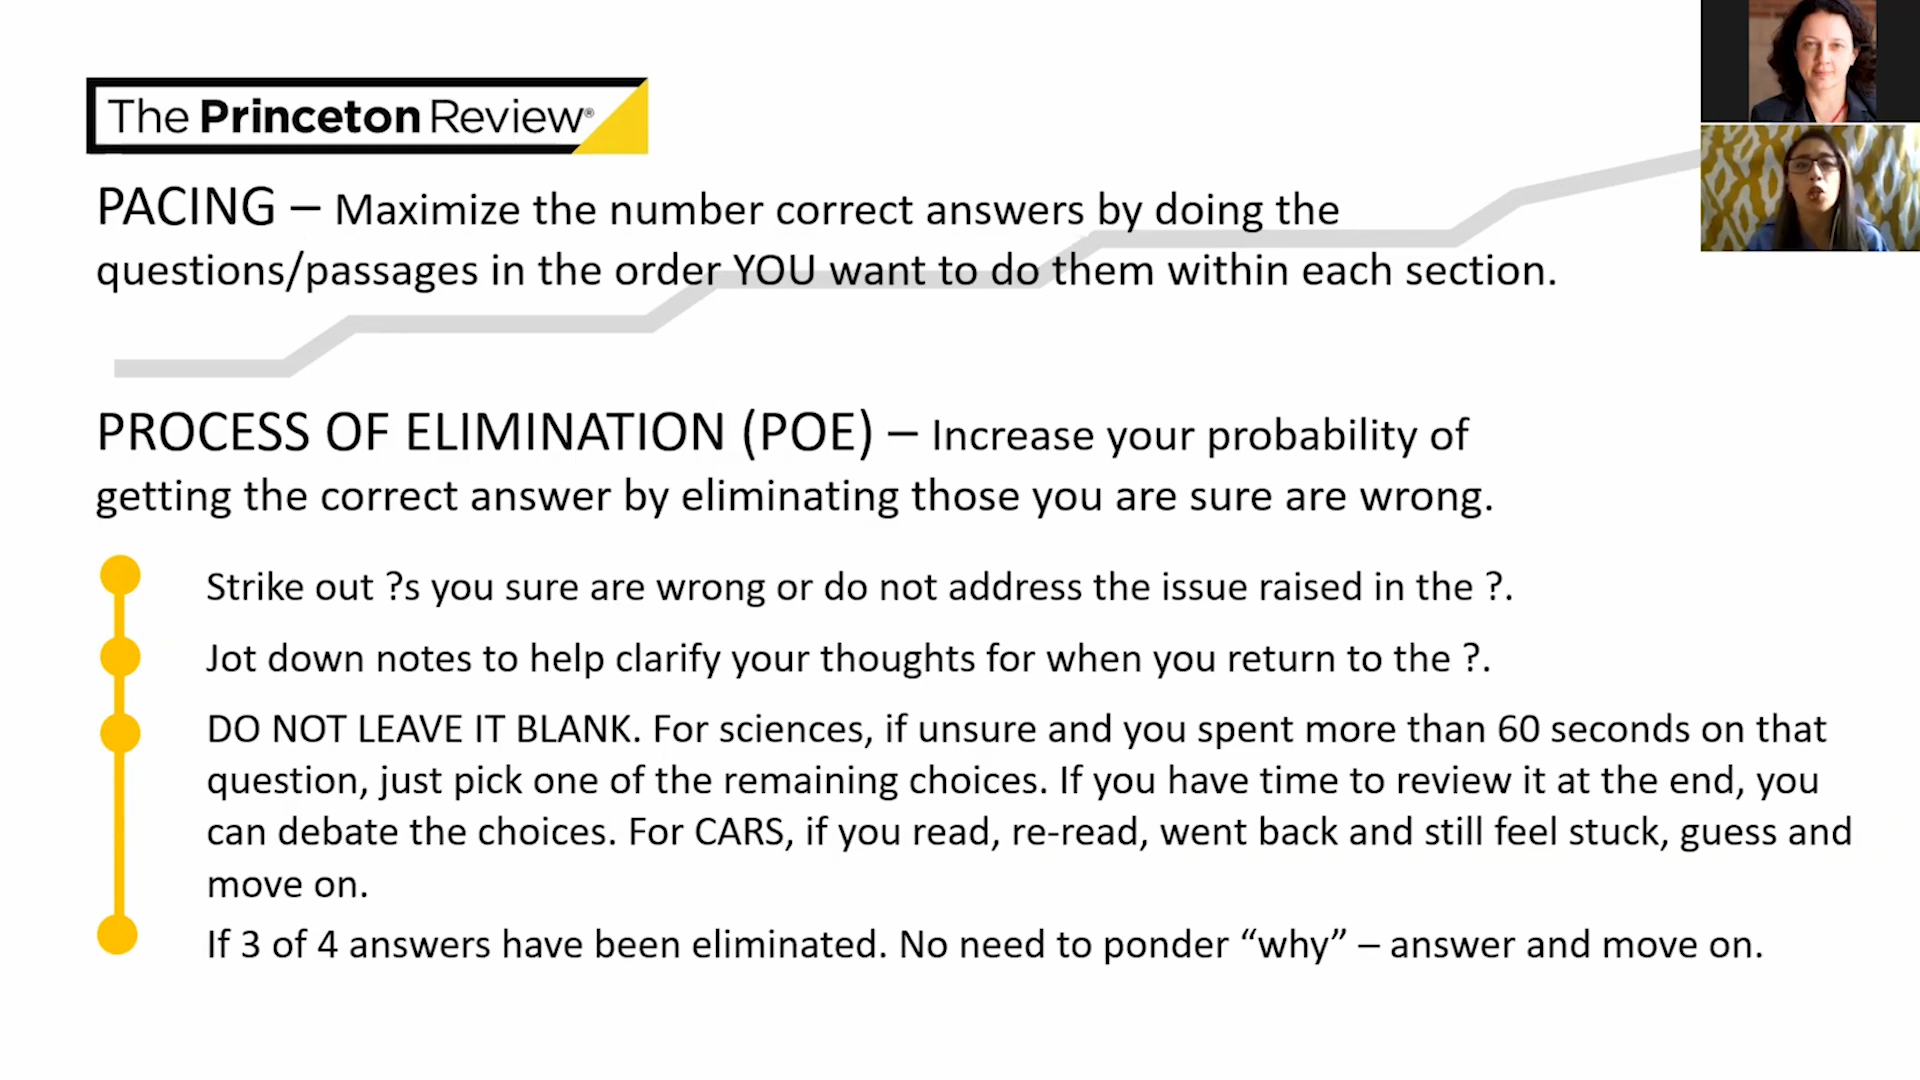 The Princeton Review®
PACING – Maximize the number correct answers by doing the
questions/passages in the order YOU want to do them within each section.
PROCESS OF ELIMINATION (POE) – Increase your probability of
getting the correct answer by eliminating those you are sure are wrong.
Strike out ?s you sure are wrong or do not address the issue raised in the ?.
Jot down notes to help clarify your thoughts for when you return to the ?.
DO NOT LEAVE IT BLANK. For sciences, if unsure and you spent more than 60 seconds on that
question, just pick one of the remaining choices. If you have time to review it at the end, you
can debate the choices. For CARS, if you read, re-read, went back and still feel stuck, guess and
move on.
If 3 of 4 answers have been eliminated. No need to ponder “why” – answer and move on.